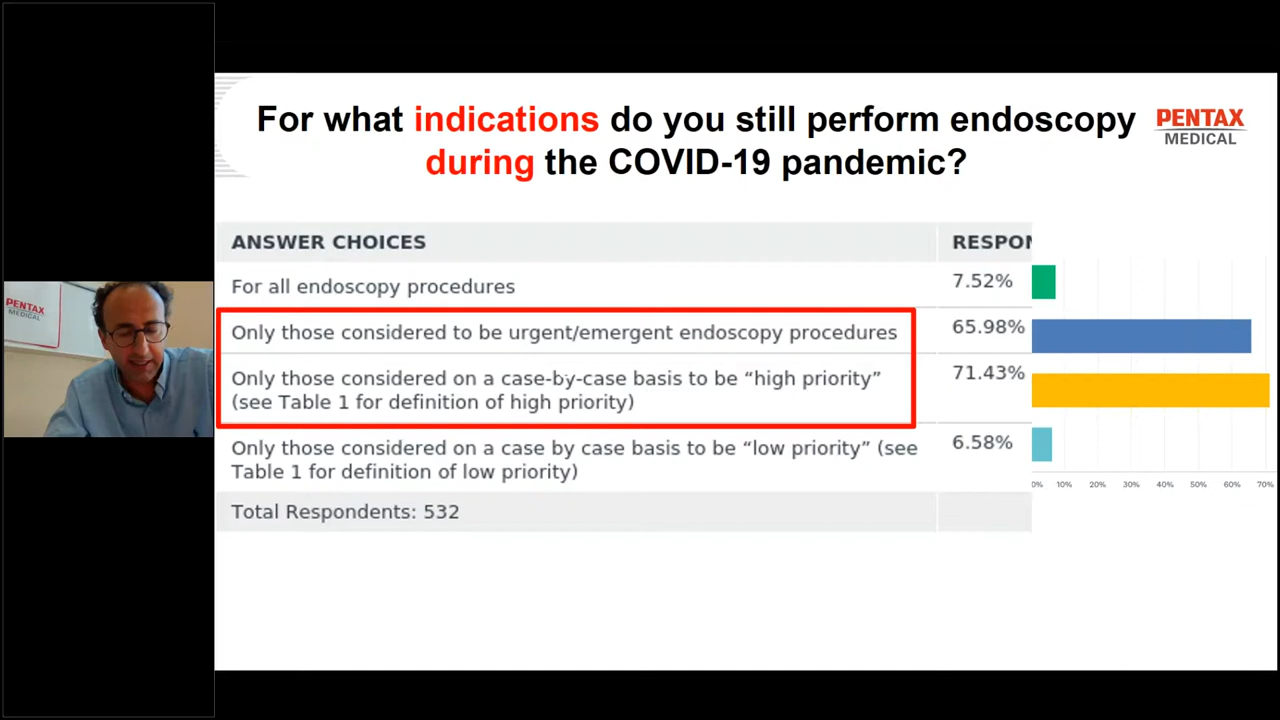 For what indications do you still perform endoscopy
during the COVID-19 pandemic?
PENTAX
MEDICAL
ANSWER CHOICES
RESPON
For all endoscopy procedures
7.52%
Only those considered to be urgent/emergent endoscopy procedures
65.98%
Only those considered on a case-by-case basis to be “high priority”
(see Table 1 for definition of high priority)
71.43%
Only those considered on a case by case basis to be “low priority” (see
Table 1 for definition of low priority)
6.58%
0% 10% 20% 30% 40% 50% 60% 70%
Total Respondents: 532
PENTAX
MEDICAL